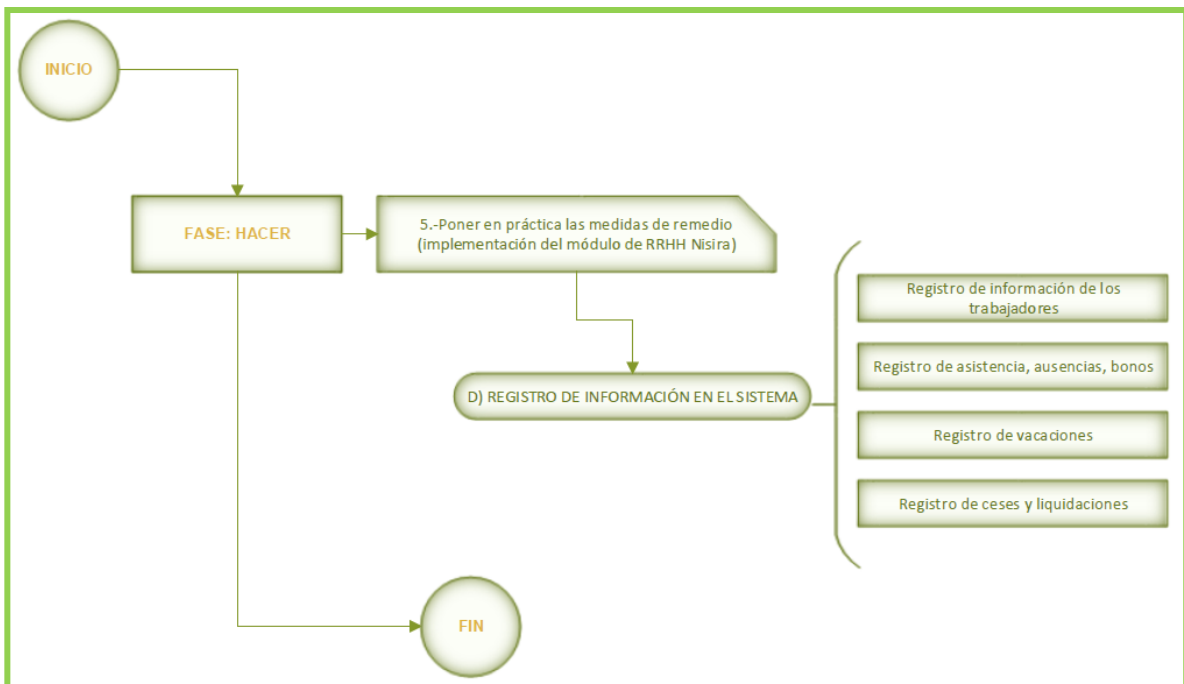 INICIO
FASE: HACER
5.-Poner en práctica las medidas de remedio
(implementación del módulo de RRHH Nisira)
D) REGISTRO DE INFORMACIÓN EN EL SISTEMA
Registro de información de los
trabajadores
Registro de asistencia, ausencias, bonos
Registro de vacaciones
Registro de ceses y liquidaciones
FIN